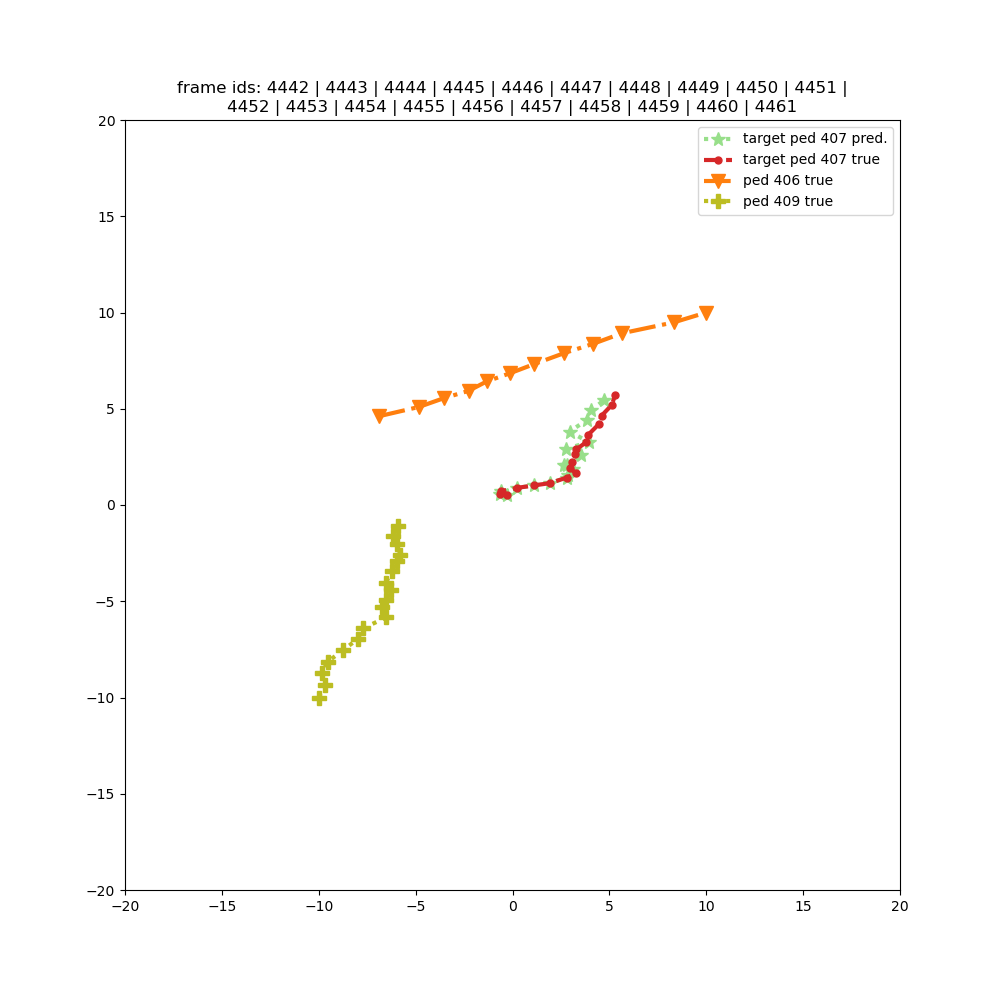 frame ids: 4442 | 4443 | 4444 | 4445 | 4446 | 4447 | 4448 | 4449 | 4450 | 4451 |
4452 | 4453 | 4454 | 4455 | 4456 | 4457 | 4458 | 4459 | 4460 | 4461
target ped 407 pred.
target ped 407 true
ped 406 true
ped 409 true
20
15
10
5
0
−5
−10
−15
−20
−20 −15 −10 −5 0 5 10 15 20